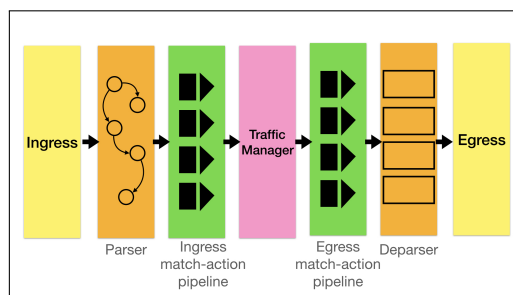 Ingress
Traffic
Manager
Egress
Parser
Ingress
match-action
pipeline
Egress
match-action
pipeline
Deparser